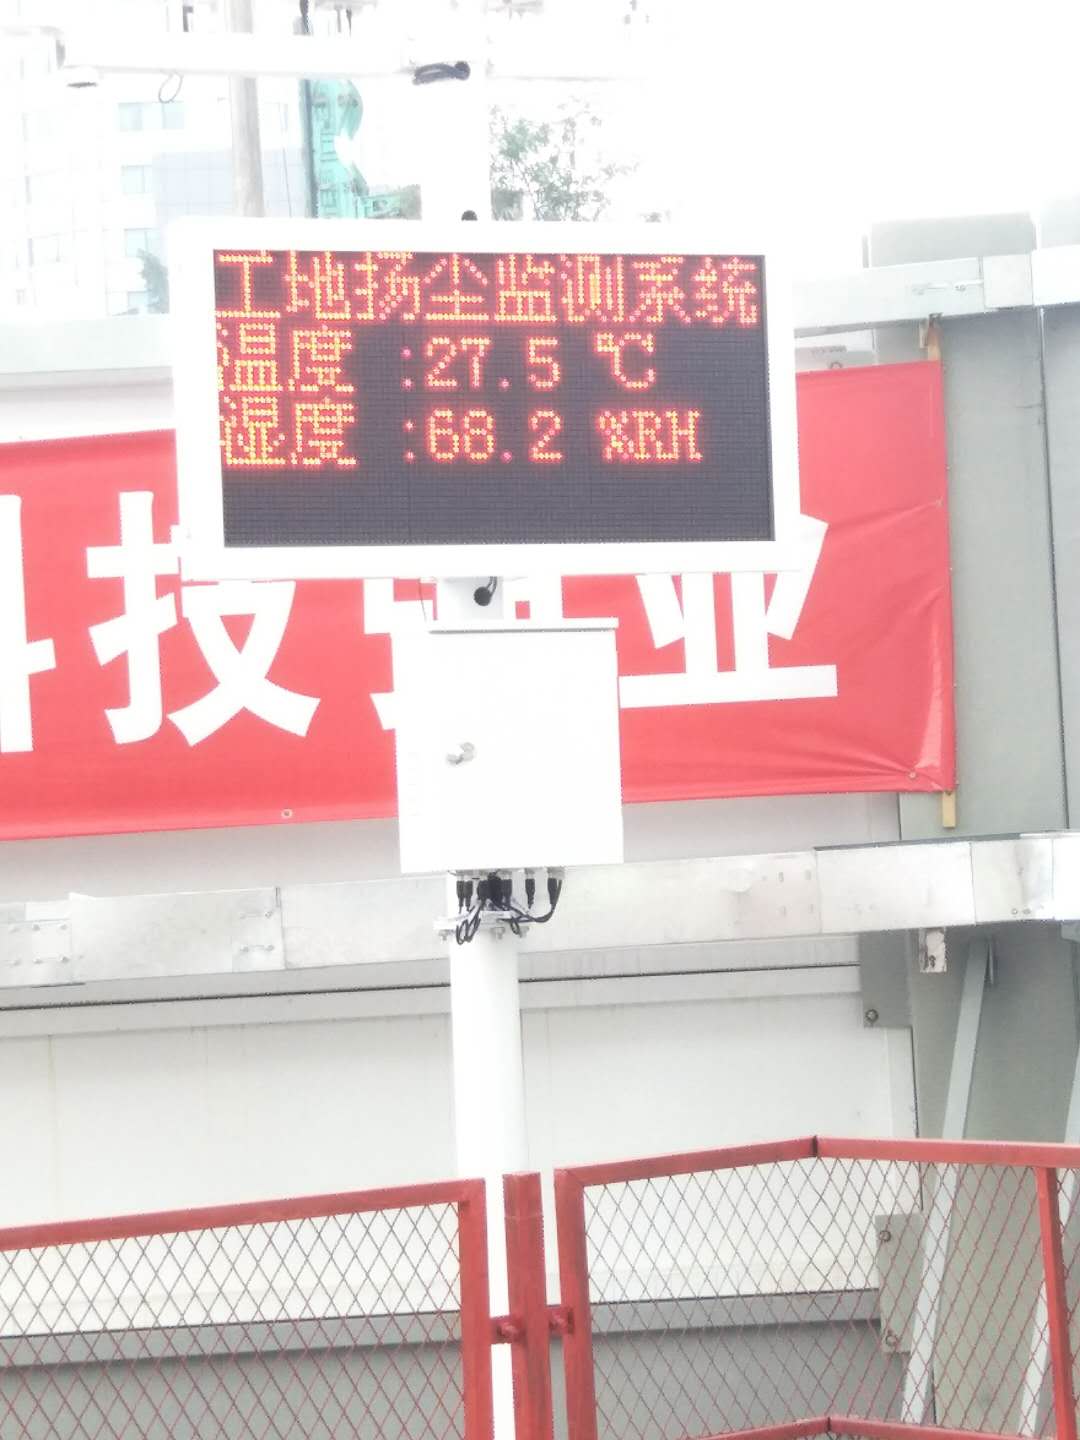 工地扬尘监测系统
温度 :27.5 ℃
湿度 :68.2 %RH
科技 业